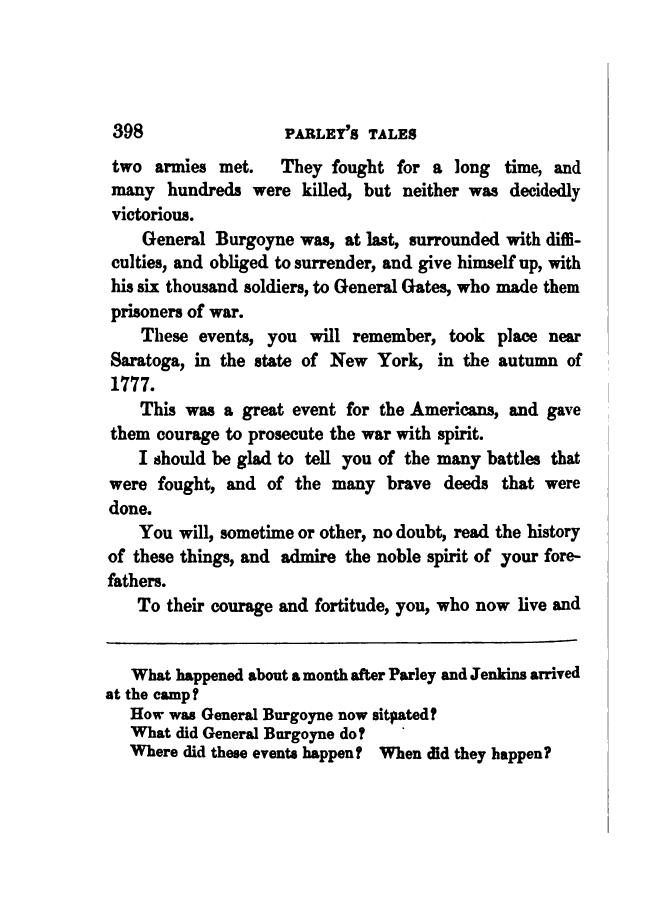 398 PARLEY'S TALES
two armies met. They fought for a long time, and
many hundreds were killed, but neither was decidedly
victorious.
General Burgoyne was, at last, surrounded with diffi-
culties, and obliged to surrender, and give himself up, with
his six thousand soldiers, to General Gates, who made them
prisoners of war.
These events, you will remember, took place near
Saratoga, in the state of New York, in the autumn of
1777.
This was a great event for the Americans, and gave
them courage to prosecute the war with spirit.
I should be glad to tell you of the many battles that
were fought, and of the many brave deeds that were
done.
You will, sometime or other, no doubt, read the history
of these things, and admire the noble spirit of your fore-
fathers.
To their courage and fortitude, you, who now live and
What happened about a month after Parley and Jenkins arrived
at the camp?
How was General Burgoyne now situated?
What did General Burgoyne do?
Where did these events happen? When did they happen?